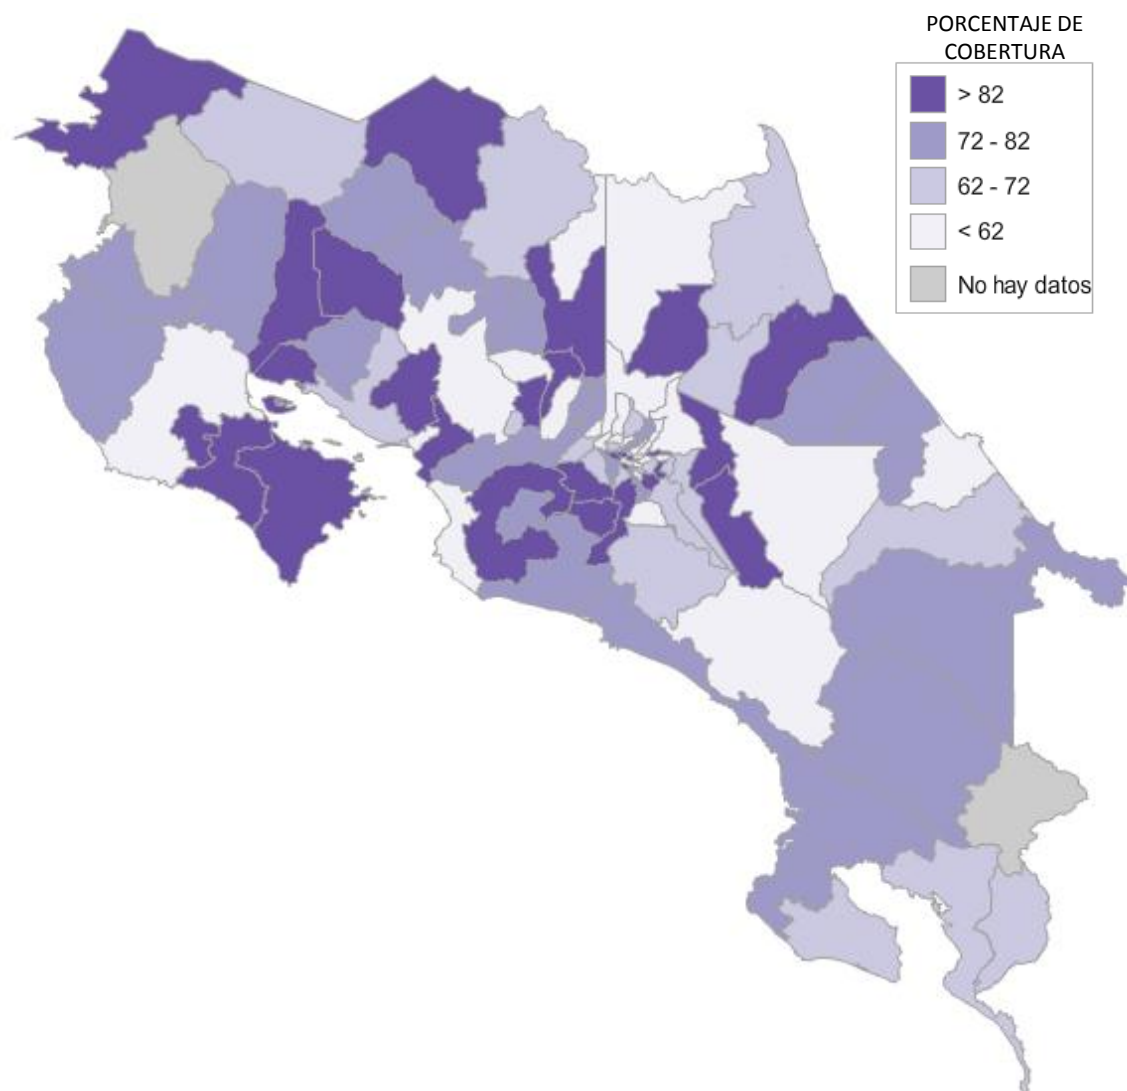 PORCENTAJE DE
COBERTURA
> 82
72 - 82
62 - 72
< 62
No hay datos